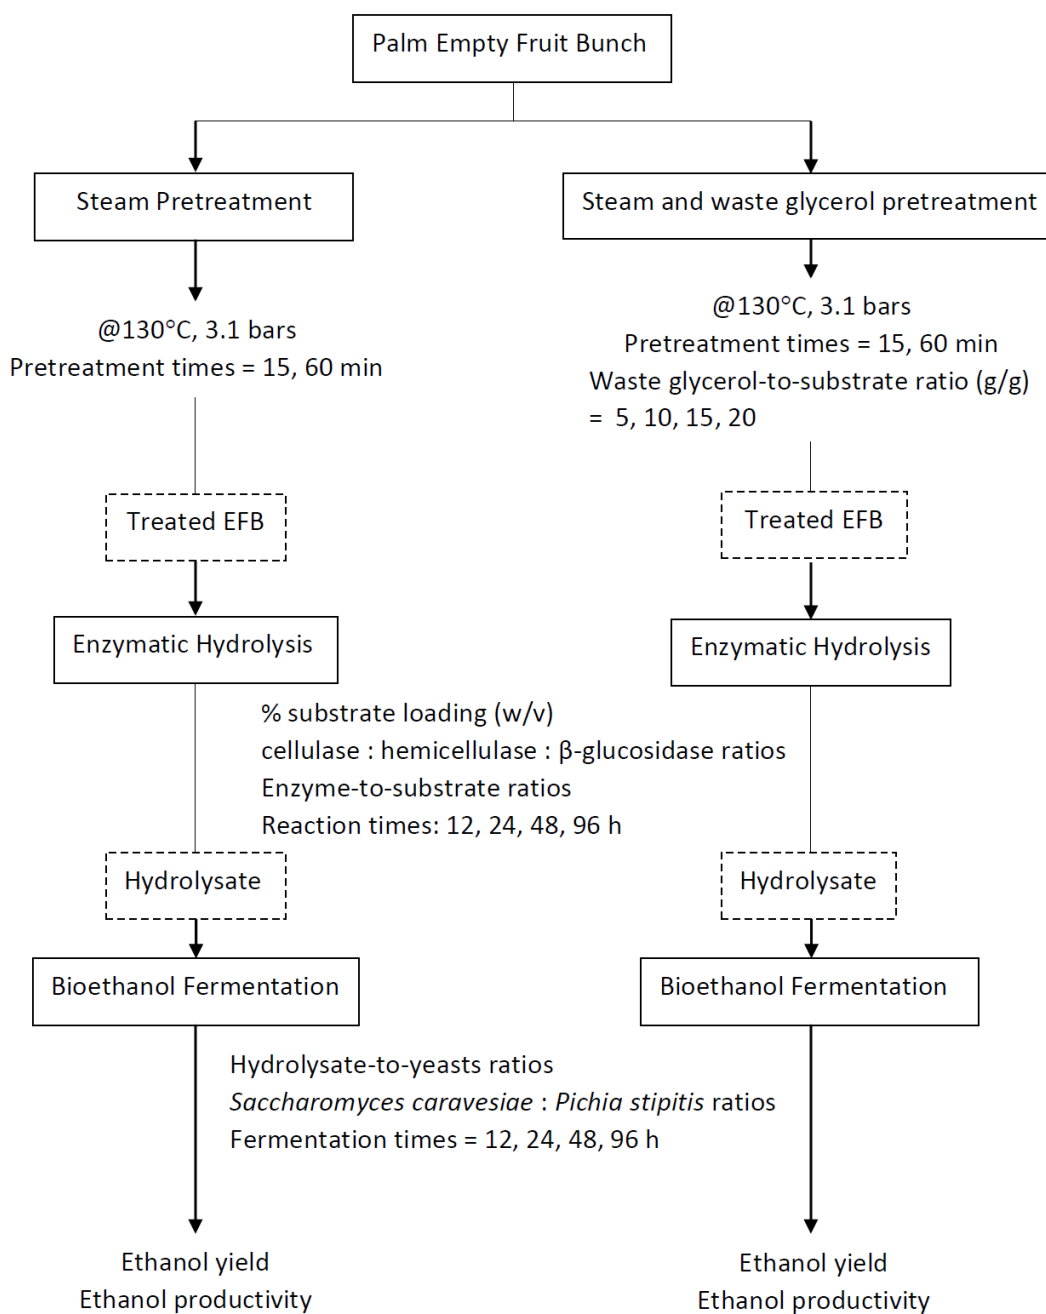 Palm Empty Fruit Bunch
Steam Pretreatment
Steam and waste glycerol pretreatment
@130°C, 3.1 bars
Pretreatment times = 15, 60 min
@130°C, 3.1 bars
Pretreatment times = 15, 60 min
Waste glycerol-to-substrate ratio (g/g)
= 5, 10, 15, 20
Treated EFB
Treated EFB
Enzymatic Hydrolysis
Enzymatic Hydrolysis
% substrate loading (w/v)
cellulase : hemicellulase : β-glucosidase ratios
Enzyme-to-substrate ratios
Reaction times: 12, 24, 48, 96 h
Hydrolysate
Hydrolysate
Bioethanol Fermentation
Bioethanol Fermentation
Hydrolysate-to-yeasts ratios
Saccharomyces caravesiae : Pichia stipitis ratios
Fermentation times = 12, 24, 48, 96 h
Ethanol yield
Ethanol productivity
Ethanol yield
Ethanol productivity